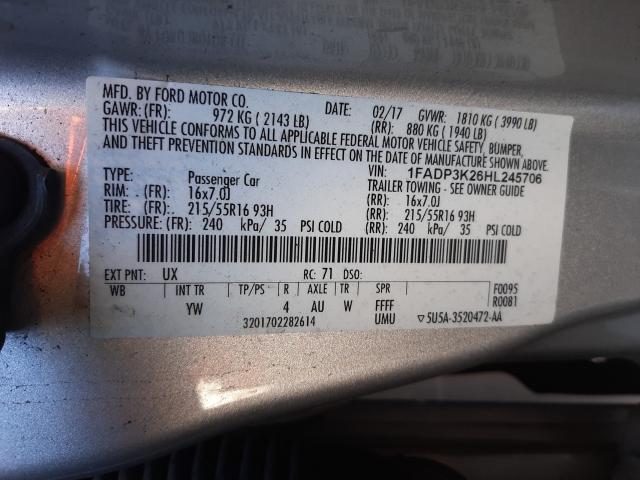 MFD. BY FORD MOTOR CO.
DATE: 02/17 GVWR: 1810 KG ( 3990 LB)
GAWR: (FR): 972 KG ( 2143 LB) (RR): 880 KG ( 1940 LB)
THIS VEHICLE CONFORMS TO ALL APPLICABLE FEDERAL MOTOR VEHICLE SAFETY, BUMPER,
AND THEFT PREVENTION STANDARDS IN EFFECT ON THE DATE OF MANUFACTURE SHOWN ABOVE.
VIN: 1FADP3K26HL245706
TYPE: Passenger Car TRAILER TOWING - SEE OWNER GUIDE
RIM: (FR): 16x7.0J (RR): 16x7.0J
TIRE: (FR): 215/55R16 93H (RR): 215/55R16 93H
PRESSURE: (FR): 240 kPa/ 35 PSI COLD (RR): 240 kPa/ 35 PSI COLD
EXT PNT: UX RC: 71 DSO:
WB INT TR TP/PS R AXLE TR SPR F0095
YW 4 AU W FFFF R0081
3201702282614 UMU ▽5U5A-3520472-AA